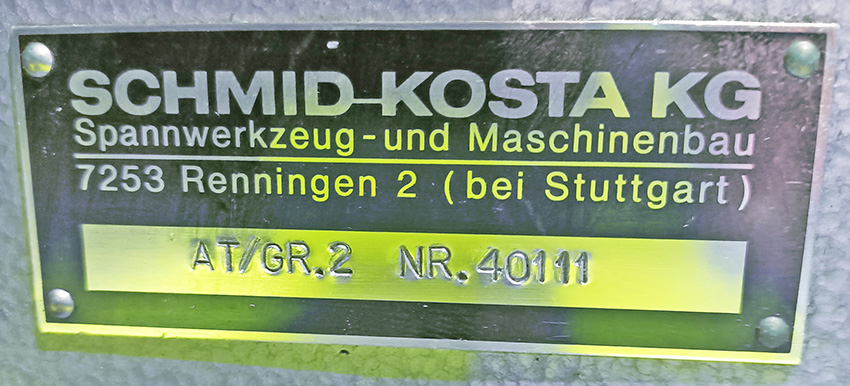 SCHMID-KOSTA KG
Spannwerkzeug-und Maschinenbau
7253 Renningen 2 (bei Stuttgart)
AT/GR.2 NR.40111